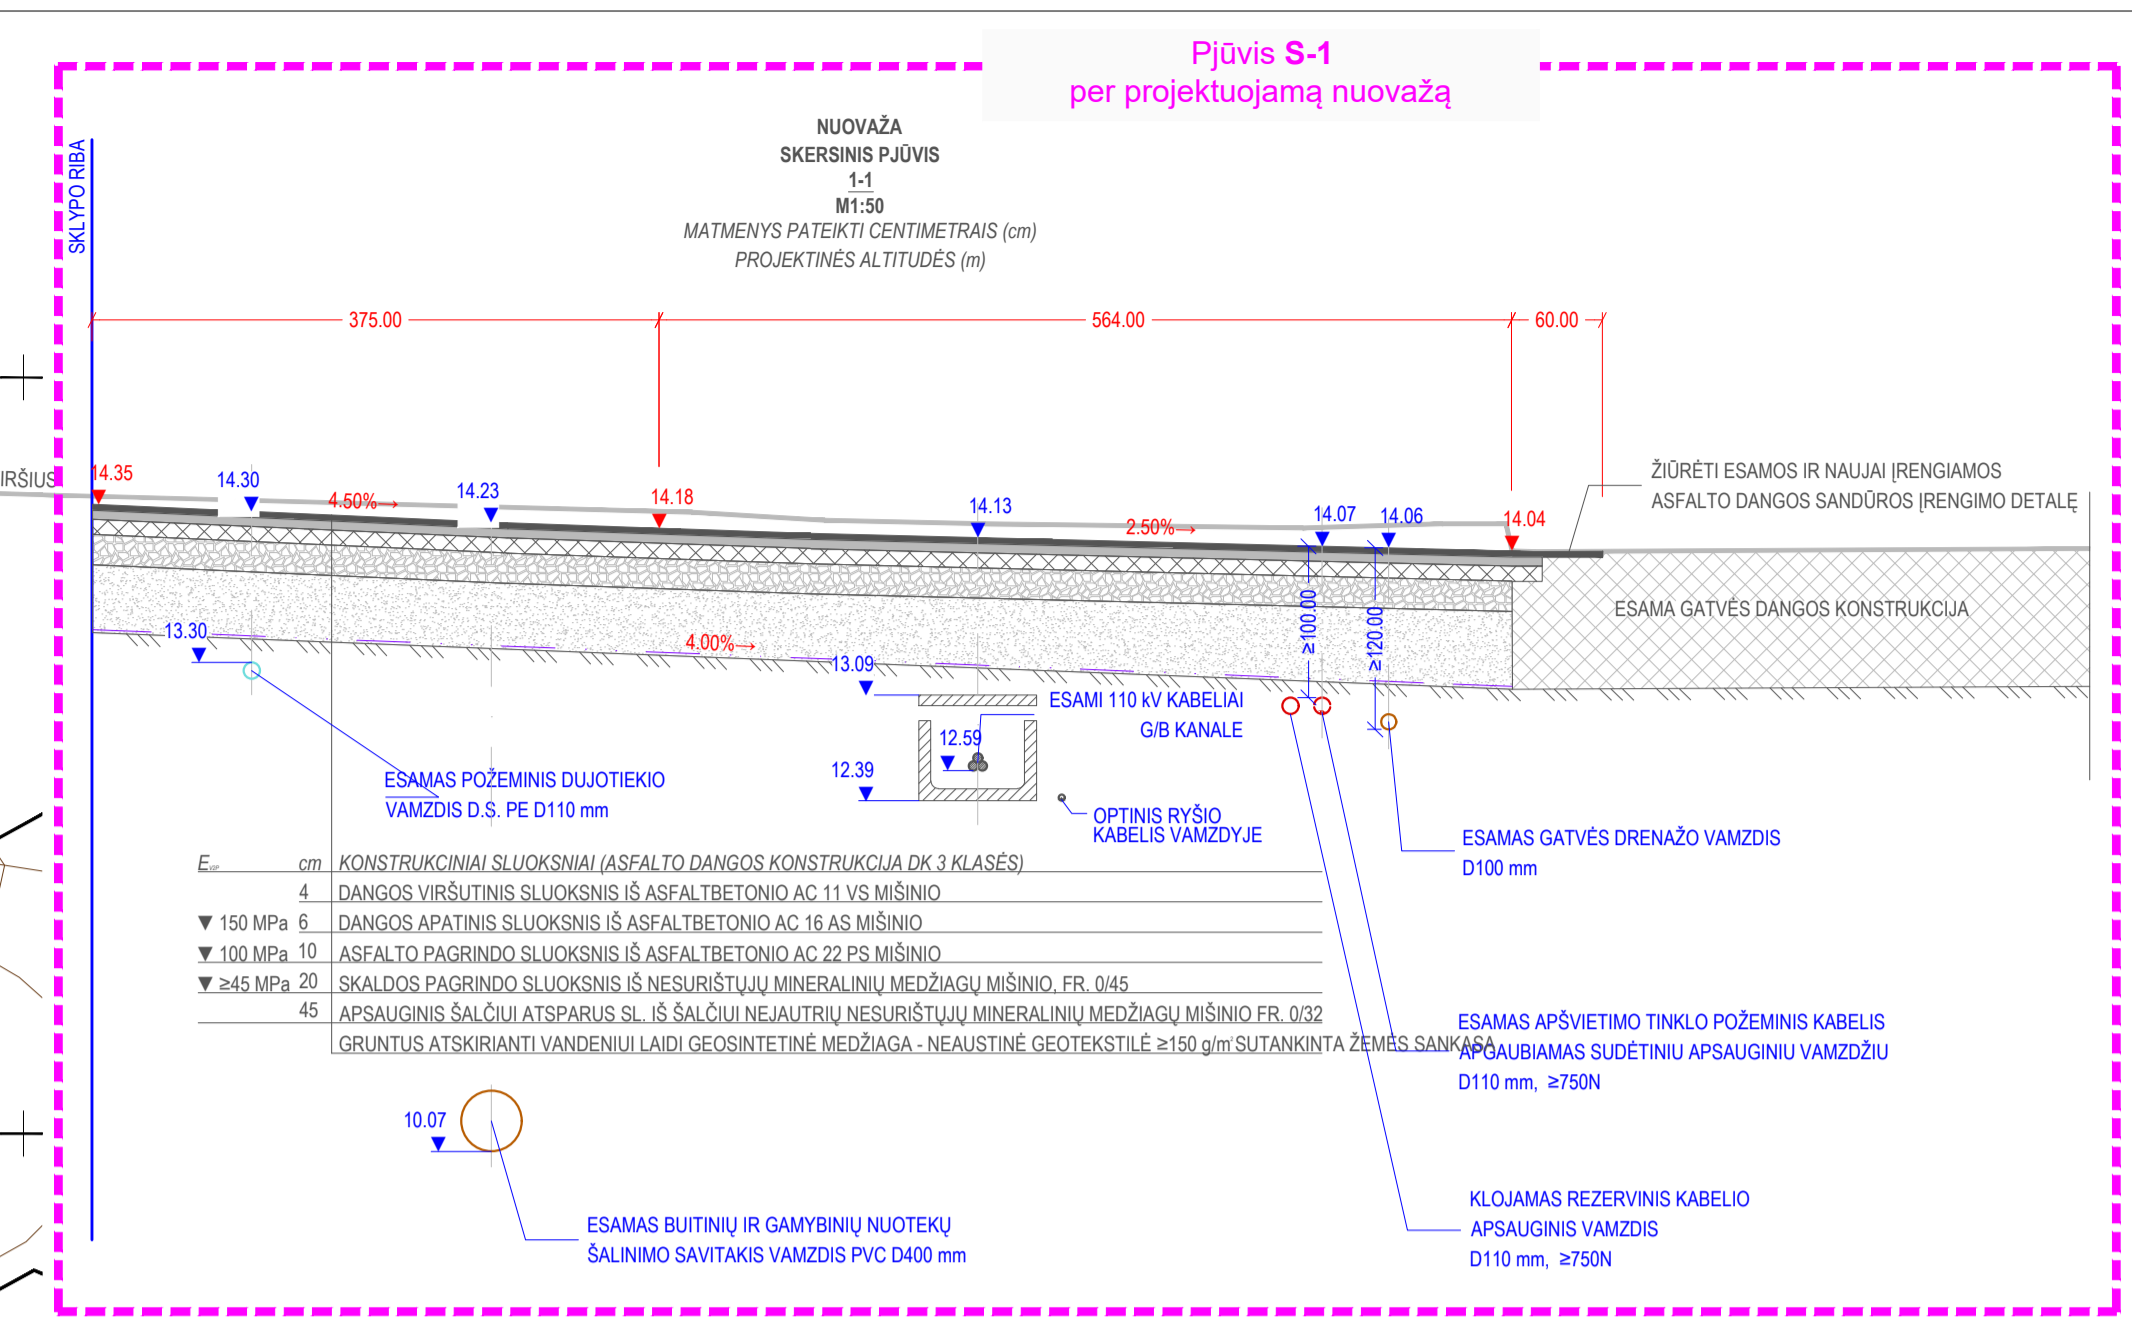 Pjūvis S-1
per projektuojamą nuovažą
NUOVAŽA
SKERSINIS PJŪVIS
1-1
M1:50
MATMENYS PATEIKTI CENTIMETRAIS (cm)
PROJEKTINĖS ALTITUDĖS (m)
SKLYPO RIBA
375.00
564.00
60.00
IRŠIUS
14.35
14.30
4.50%→
14.23
14.18
14.13
2.50%→
14.07
14.06
14.04
ŽIŪRĖTI ESAMOS IR NAUJAI ĮRENGIAMOS
ASFALTO DANGOS SANDŪROS ĮRENGIMO DETALĘ
ESAMA GATVĖS DANGOS KONSTRUKCIJA
≥100.00
≥120.00
13.30
4.00%→
13.09
ESAMI 110 kV KABELIAI
G/B KANALE
12.59
12.39
OPTINIS RYŠIO
KABELIS VAMZDYJE
ESAMAS POŽEMINIS DUJOTIEKIO
VAMZDIS D.S. PE D110 mm
ESAMAS GATVĖS DRENAŽO VAMZDIS
D100 mm
E cm KONSTRUKCINIAI SLUOKSNIAI (ASFALTO DANGOS KONSTRUKCIJA DK 3 KLASĖS)
4 DANGOS VIRŠUTINIS SLUOKSNIS IŠ ASFALTBETONIO AC 11 VS MIŠINIO
▼ 150 MPa 6 DANGOS APATINIS SLUOKSNIS IŠ ASFALTBETONIO AC 16 AS MIŠINIO
▼ 100 MPa 10 ASFALTO PAGRINDO SLUOKSNIS IŠ ASFALTBETONIO AC 22 PS MIŠINIO
▼ ≥45 MPa 20 SKALDOS PAGRINDO SLUOKSNIS IŠ NESURIŠTŲJŲ MINERALINIŲ MEDŽIAGŲ MIŠINIO, FR. 0/45
45 APSAUGINIS ŠALČIUI ATSPARUS SL. IŠ ŠALČIUI NEJAUTRIŲ NESURIŠTŲJŲ MINERALINIŲ MEDŽIAGŲ MIŠINIO FR. 0/32
GRUNTUS ATSKIRIANTI VANDENIUI LAIDI GEOSINTETINĖ MEDŽIAGA - NEAUSTINĖ GEOTEKSTILĖ ≥150 g/m² SUTANKINTA ŽEMĖS SANKASA
ESAMAS APŠVIETIMO TINKLO POŽEMINIS KABELIS
APGAUBIAMAS SUDĖTINIU APSAUGINIU VAMZDŽIU
D110 mm, ≥750N
10.07
ESAMAS BUITINIŲ IR GAMYBINIŲ NUOTEKŲ
ŠALINIMO SAVITAKIS VAMZDIS PVC D400 mm
KLOJAMAS REZERVINIS KABELIO
APSAUGINIS VAMZDIS
D110 mm, ≥750N